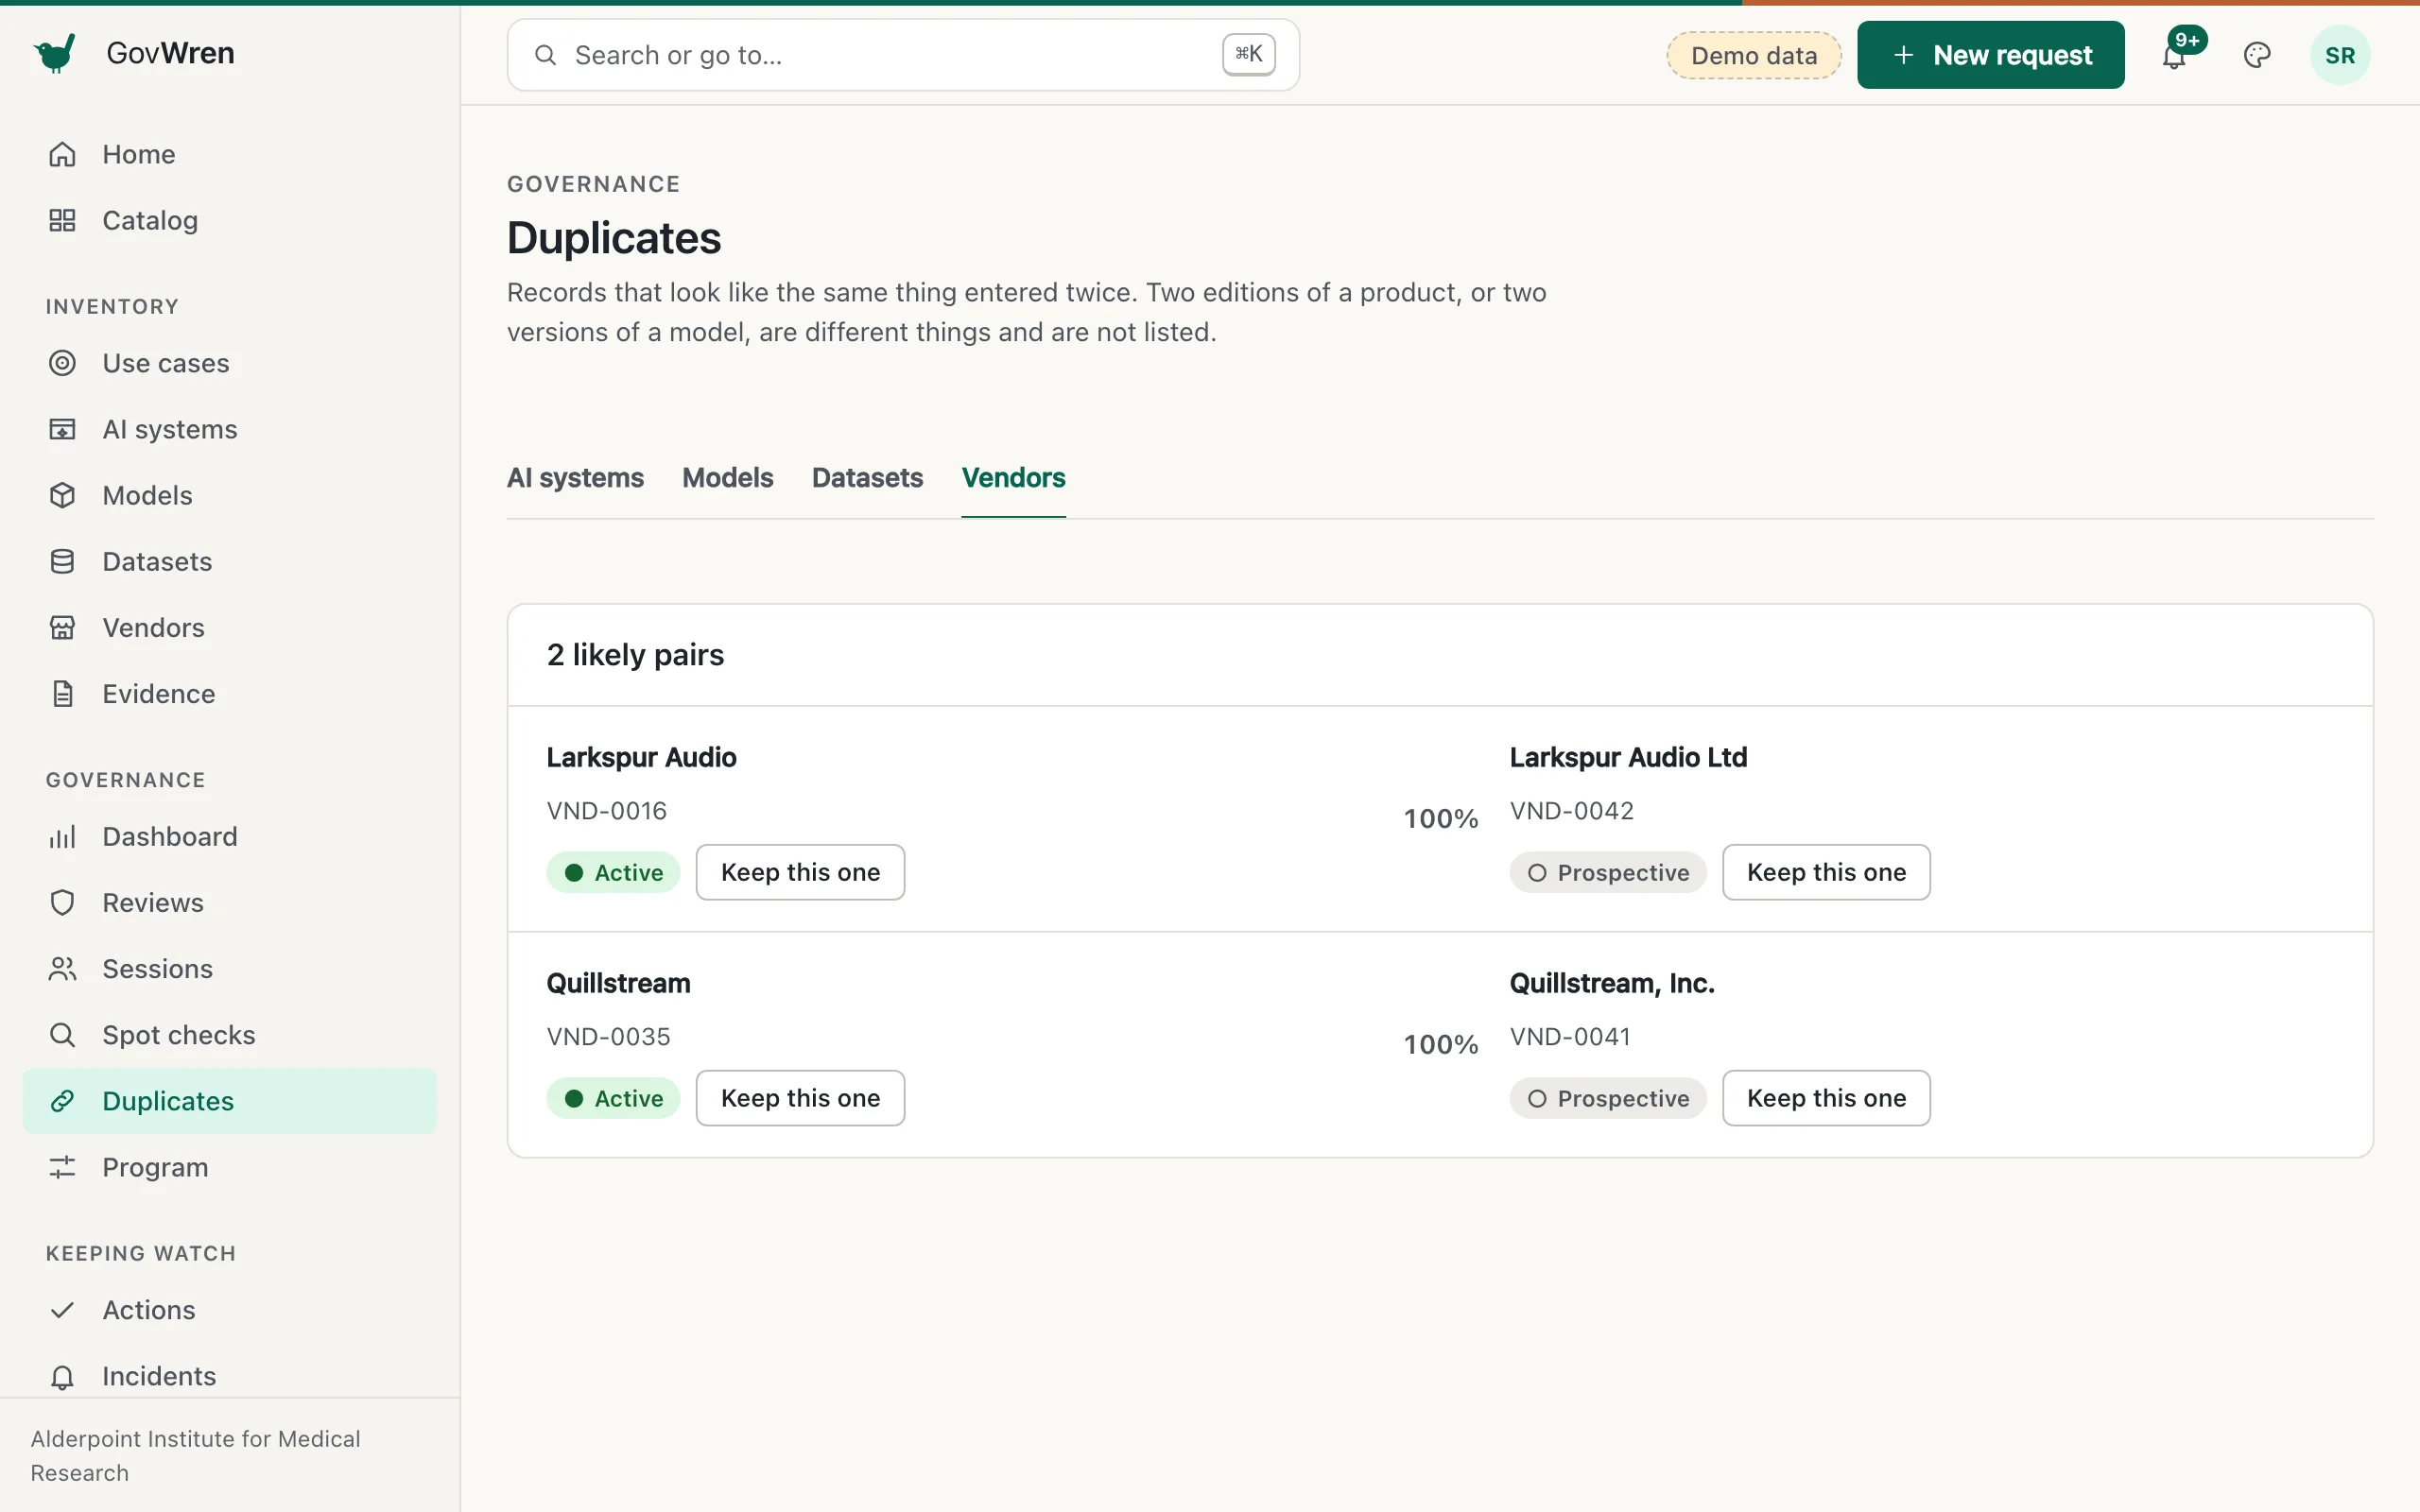 GovWren
Search or go to...
⌘K
Demo data
+ New request
9+
SR
Home
Catalog
INVENTORY
Use cases
AI systems
Models
Datasets
Vendors
Evidence
GOVERNANCE
Dashboard
Reviews
Sessions
Spot checks
Duplicates
Program
KEEPING WATCH
Actions
Incidents
Alderpoint Institute for Medical
Research
GOVERNANCE
Duplicates
Records that look like the same thing entered twice. Two editions of a product, or two
versions of a model, are different things and are not listed.
AI systems Models Datasets Vendors
2 likely pairs
Larkspur Audio
VND-0016
Active Keep this one
100%
Larkspur Audio Ltd
VND-0042
Prospective Keep this one
Quillstream
VND-0035
Active Keep this one
100%
Quillstream, Inc.
VND-0041
Prospective Keep this one